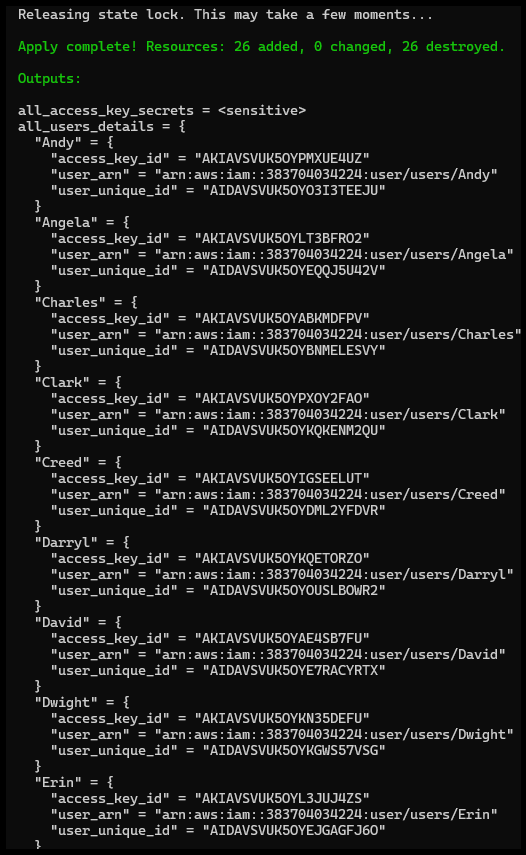 Releasing state lock. This may take a few moments...
Apply complete! Resources: 26 added, 0 changed, 26 destroyed.
Outputs:
all_access_key_secrets = <sensitive>
all_users_details = {
"Andy" = {
"access_key_id" = "AKIAVSVUK5OYPMXUE4UZ"
"user_arn" = "arn:aws:iam::383704034224:user/users/Andy"
"user_unique_id" = "AIDAVSVUK5OYO3I3TEEJU"
}
"Angela" = {
"access_key_id" = "AKIAVSVUK5OYLT3BFRO2"
"user_arn" = "arn:aws:iam::383704034224:user/users/Angela"
"user_unique_id" = "AIDAVSVUK5OYEQQJ5U42V"
}
"Charles" = {
"access_key_id" = "AKIAVSVUK5OYABKMDFPV"
"user_arn" = "arn:aws:iam::383704034224:user/users/Charles"
"user_unique_id" = "AIDAVSVUK5OYBNMELESVY"
}
"Clark" = {
"access_key_id" = "AKIAVSVUK5OYPXOY2FAO"
"user_arn" = "arn:aws:iam::383704034224:user/users/Clark"
"user_unique_id" = "AIDAVSVUK5OYKQKENM2QU"
}
"Creed" = {
"access_key_id" = "AKIAVSVUK5OYIGSEELUT"
"user_arn" = "arn:aws:iam::383704034224:user/users/Creed"
"user_unique_id" = "AIDAVSVUK5OYDML2YFDVR"
}
"Darryl" = {
"access_key_id" = "AKIAVSVUK5OYKQETORZO"
"user_arn" = "arn:aws:iam::383704034224:user/users/Darryl"
"user_unique_id" = "AIDAVSVUK5OYOUSLBOWR2"
}
"David" = {
"access_key_id" = "AKIAVSVUK5OYAE4SB7FU"
"user_arn" = "arn:aws:iam::383704034224:user/users/David"
"user_unique_id" = "AIDAVSVUK5OYE7RACYRTX"
}
"Dwight" = {
"access_key_id" = "AKIAVSVUK5OYKN35DEFU"
"user_arn" = "arn:aws:iam::383704034224:user/users/Dwight"
"user_unique_id" = "AIDAVSVUK5OYKGWS57VSG"
}
"Erin" = {
"access_key_id" = "AKIAVSVUK5OYL3JUJ4ZS"
"user_arn" = "arn:aws:iam::383704034224:user/users/Erin"
"user_unique_id" = "AIDAVSVUK5OYEJGAGFJ6O"
}